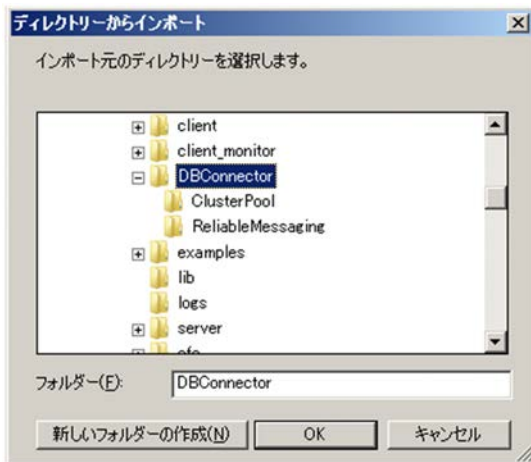 ディレクトリーからインポート
インポート元のディレクトリーを選択します。
client
client_monitor
DBConnector
ClusterPool
ReliableMessaging
examples
lib
logs
server
フォルダー(F):
DBConnector
新しいフォルダーの作成(N)
OK
キャンセル